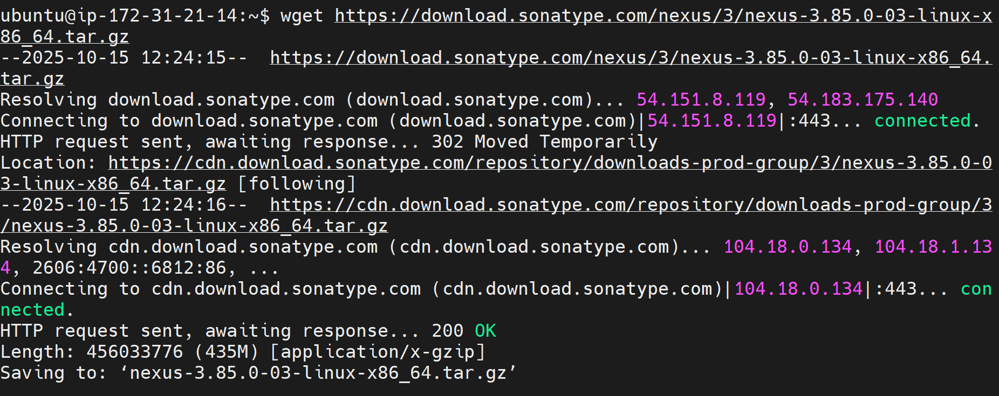 ubuntu@ip-172-31-21-14:~$ wget https://download.sonatype.com/nexus/3/nexus-3.85.0-03-linux-x
86_64.tar.gz
--2025-10-15 12:24:15--  https://download.sonatype.com/nexus/3/nexus-3.85.0-03-linux-x86_64.
tar.gz
Resolving download.sonatype.com (download.sonatype.com)... 54.151.8.119, 54.183.175.140
Connecting to download.sonatype.com (download.sonatype.com)|54.151.8.119|:443... connected.
HTTP request sent, awaiting response... 302 Moved Temporarily
Location: https://cdn.download.sonatype.com/repository/downloads-prod-group/3/nexus-3.85.0-0
3-linux-x86_64.tar.gz [following]
--2025-10-15 12:24:16--  https://cdn.download.sonatype.com/repository/downloads-prod-group/3
/nexus-3.85.0-03-linux-x86_64.tar.gz
Resolving cdn.download.sonatype.com (cdn.download.sonatype.com)... 104.18.0.134, 104.18.1.13
4, 2606:4700::6812:86, ...
Connecting to cdn.download.sonatype.com (cdn.download.sonatype.com)|104.18.0.134|:443... con
nected.
HTTP request sent, awaiting response... 200 OK
Length: 456033776 (435M) [application/x-gzip]
Saving to: ‘nexus-3.85.0-03-linux-x86_64.tar.gz’